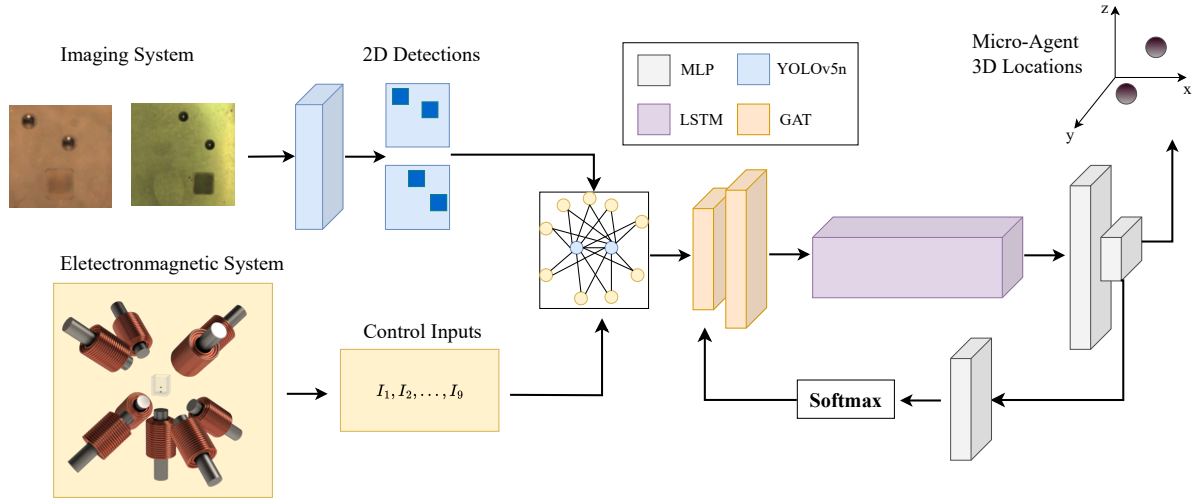 Imaging System
2D Detections
MLP
YOLOv5n
LSTM
GAT
Micro-Agent
3D Locations
z
x
y
Eletectronmagnetic System
Control Inputs
I₁, I₂, . . . , I₉
Softmax